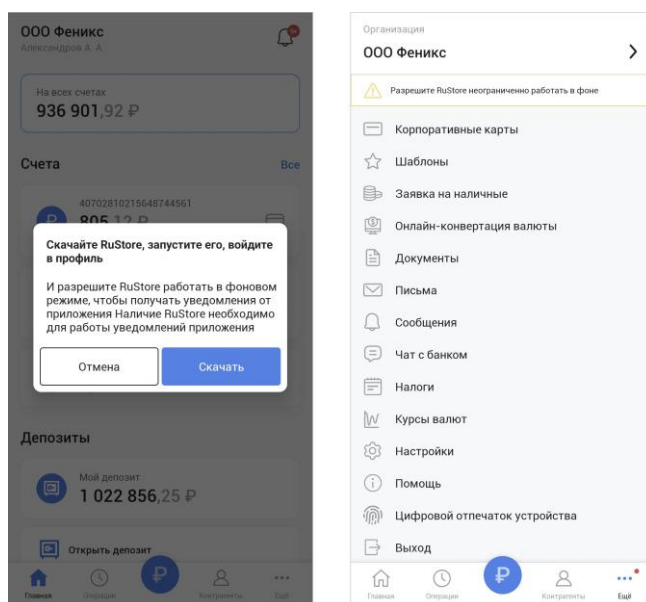 ООО Феникс
Александров А. А.
На всех счетах
936 901,92 ₽
Счета
Все
40702810215648744561
805,12 ₽
Скачайте RuStore, запустите его, войдите
в профиль
И разрешите RuStore работать в фоновом
режиме, чтобы получать уведомления от
приложения Наличие RuStore необходимо
для работы уведомлений приложения
Отмена
Скачать
Депозиты
Мой депозит
1 022 856,25 ₽
Открыть депозит
Главная
Операции
Контрагенты
Ещё
Организация
ООО Феникс
Разрешите RuStore неограниченно работать в фоне
Корпоративные карты
Шаблоны
Заявка на наличные
Онлайн-конвертация валюты
Документы
Письма
Сообщения
Чат с банком
Налоги
Курсы валют
Настройки
Помощь
Цифровой отпечаток устройства
Выход
Главная
Операции
Контрагенты
Ещё